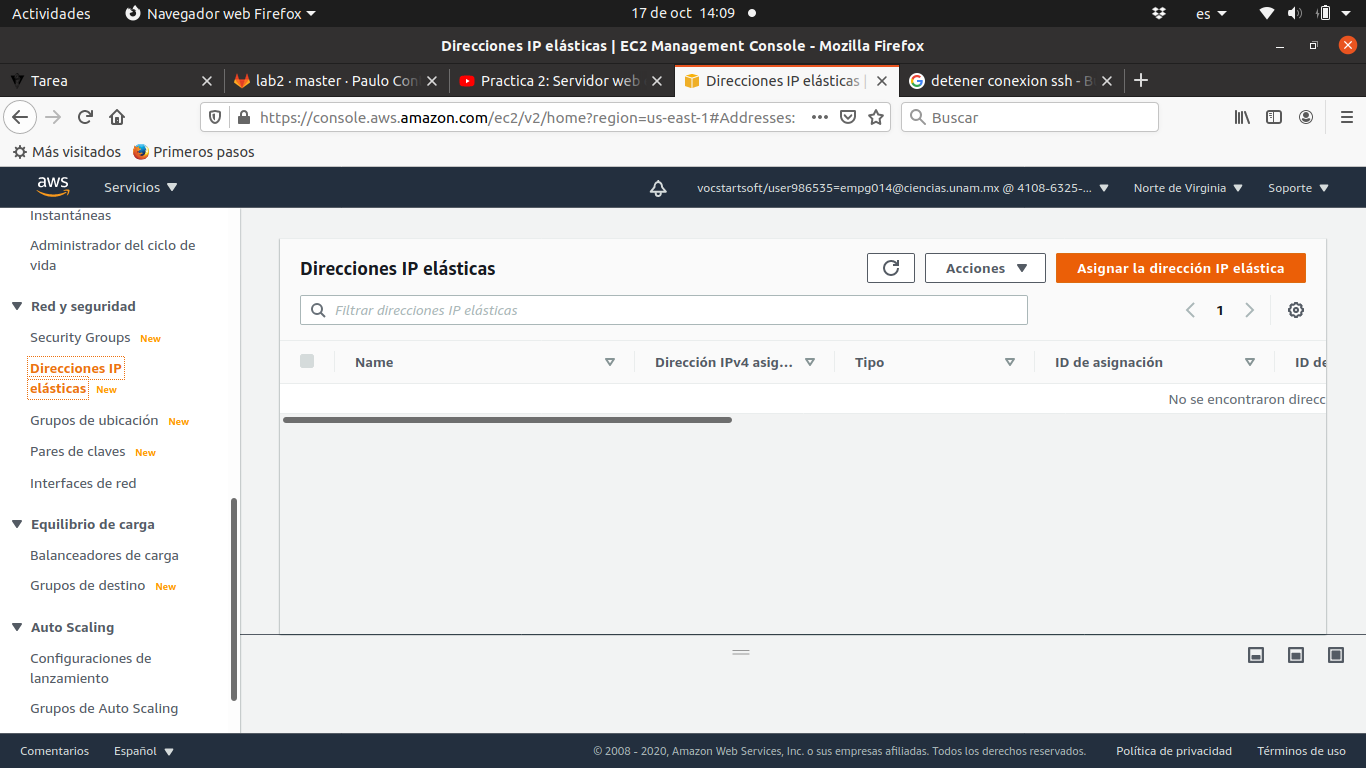 Actividades
Navegador web Firefox
17 de oct 14:09
es
Direcciones IP elásticas | EC2 Management Console - Mozilla Firefox
Tarea
lab2 · master · Paulo Con
Practica 2: Servidor web
Direcciones IP elásticas |
detener conexion ssh - B
https://console.aws.amazon.com/ec2/v2/home?region=us-east-1#Addresses:
Buscar
Más visitados
Primeros pasos
aws
Servicios
vocstartsoft/user986535=empg014@ciencias.unam.mx @ 4108-6325-...
Norte de Virginia
Soporte
Instantáneas
Administrador del ciclo de
vida
Red y seguridad
Security Groups New
Direcciones IP
elásticas New
Grupos de ubicación New
Pares de claves New
Interfaces de red
Equilibrio de carga
Balanceadores de carga
Grupos de destino New
Auto Scaling
Configuraciones de
lanzamiento
Grupos de Auto Scaling
Direcciones IP elásticas
Acciones
Asignar la dirección IP elástica
Filtrar direcciones IP elásticas
1
Name
Dirección IPv4 asig...
Tipo
ID de asignación
ID de
No se encontraron direcc
Comentarios
Español
© 2008 - 2020, Amazon Web Services, Inc. o sus empresas afiliadas. Todos los derechos reservados.
Política de privacidad
Términos de uso